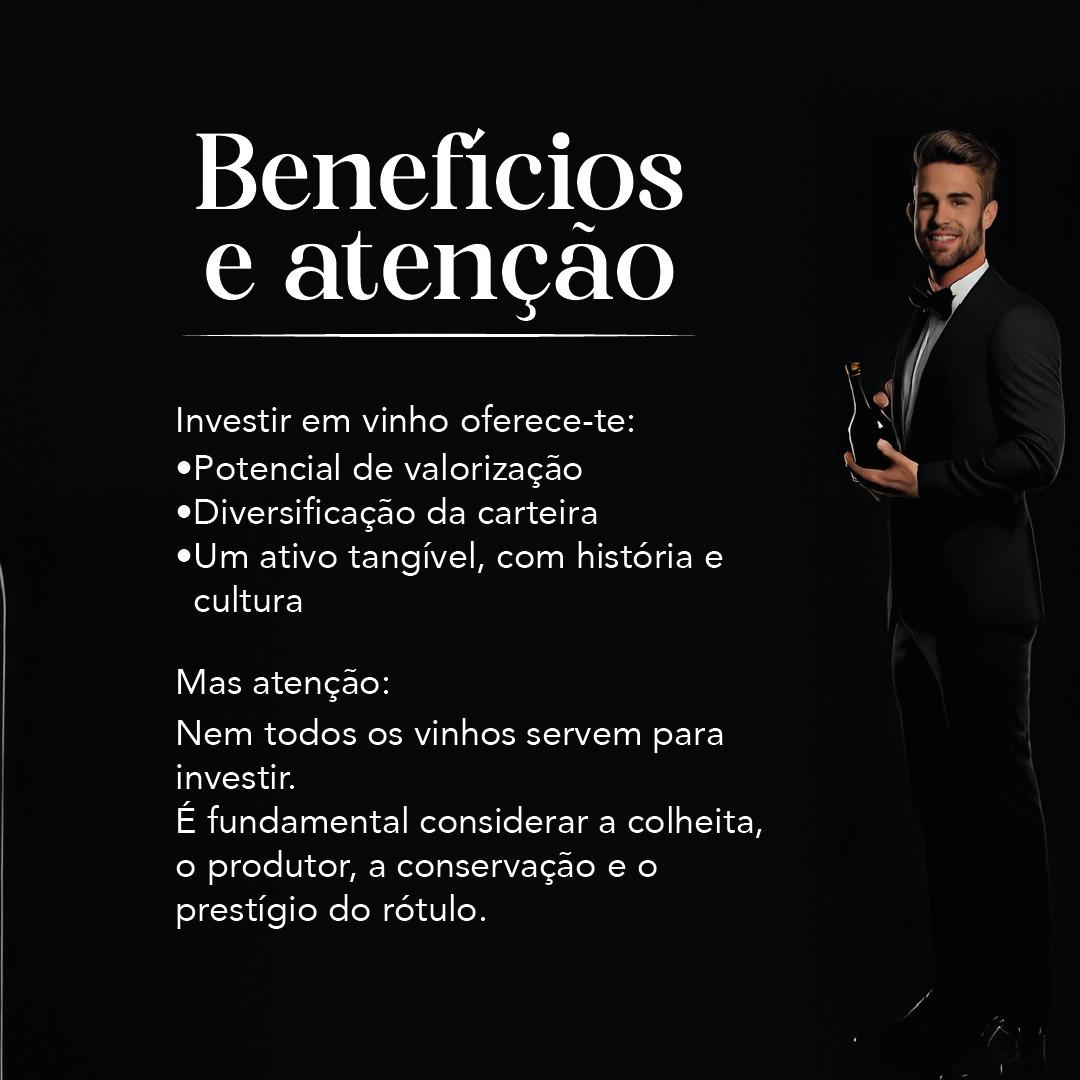 Benefícios
e atenção
Investir em vinho oferece-te:
•Potencial de valorização
•Diversificação da carteira
•Um ativo tangível, com história e
cultura
Mas atenção:
Nem todos os vinhos servem para
investir.
É fundamental considerar a colheita,
o produtor, a conservação e o
prestígio do rótulo.